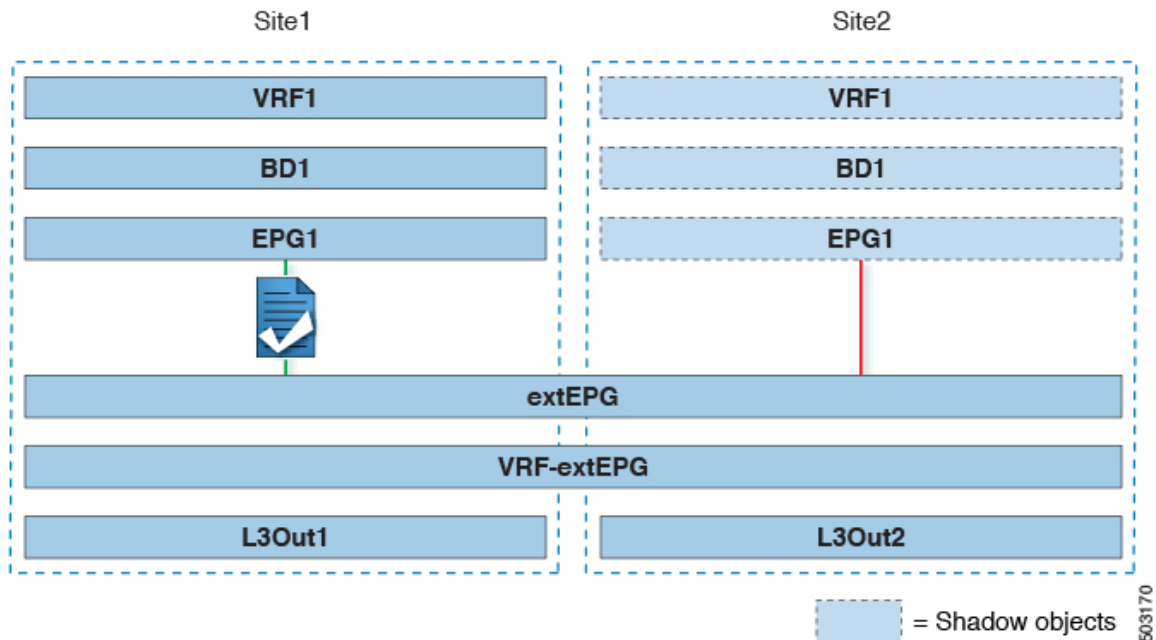 Site1 Site2
VRF1 VRF1
BD1 BD1
EPG1 EPG1
extEPG
VRF-extEPG
L3Out1 L3Out2
= Shadow objects
503170